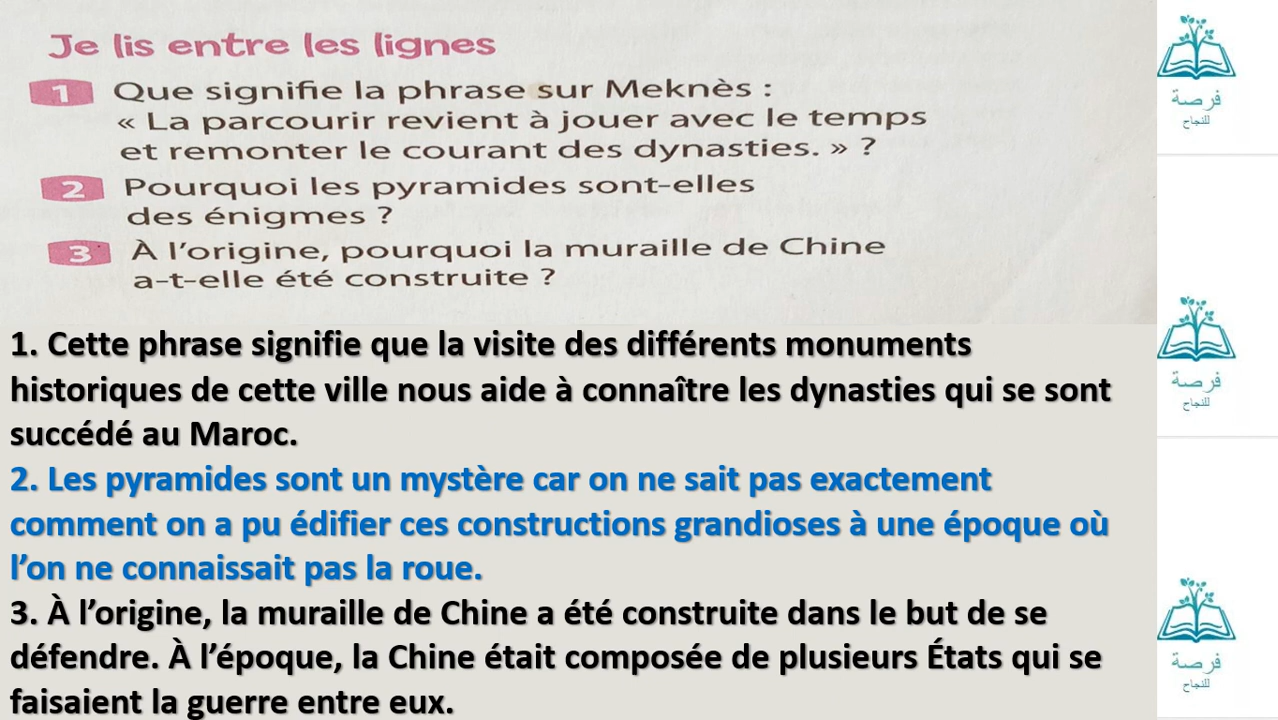 Je lis entre les lignes
1 Que signifie la phrase sur Meknès :
« La parcourir revient à jouer avec le temps
et remonter le courant des dynasties. » ?
2 Pourquoi les pyramides sont-elles
des énigmes ?
3 À l'origine, pourquoi la muraille de Chine
a-t-elle été construite ?
1. Cette phrase signifie que la visite des différents monuments
historiques de cette ville nous aide à connaître les dynasties qui se sont
succédé au Maroc.
2. Les pyramides sont un mystère car on ne sait pas exactement
comment on a pu édifier ces constructions grandioses à une époque où
l’on ne connaissait pas la roue.
3. À l’origine, la muraille de Chine a été construite dans le but de se
défendre. À l’époque, la Chine était composée de plusieurs États qui se
faisaient la guerre entre eux.
فرصة
للنجاح
فرصة
للنجاح
فرصة
للنجاح